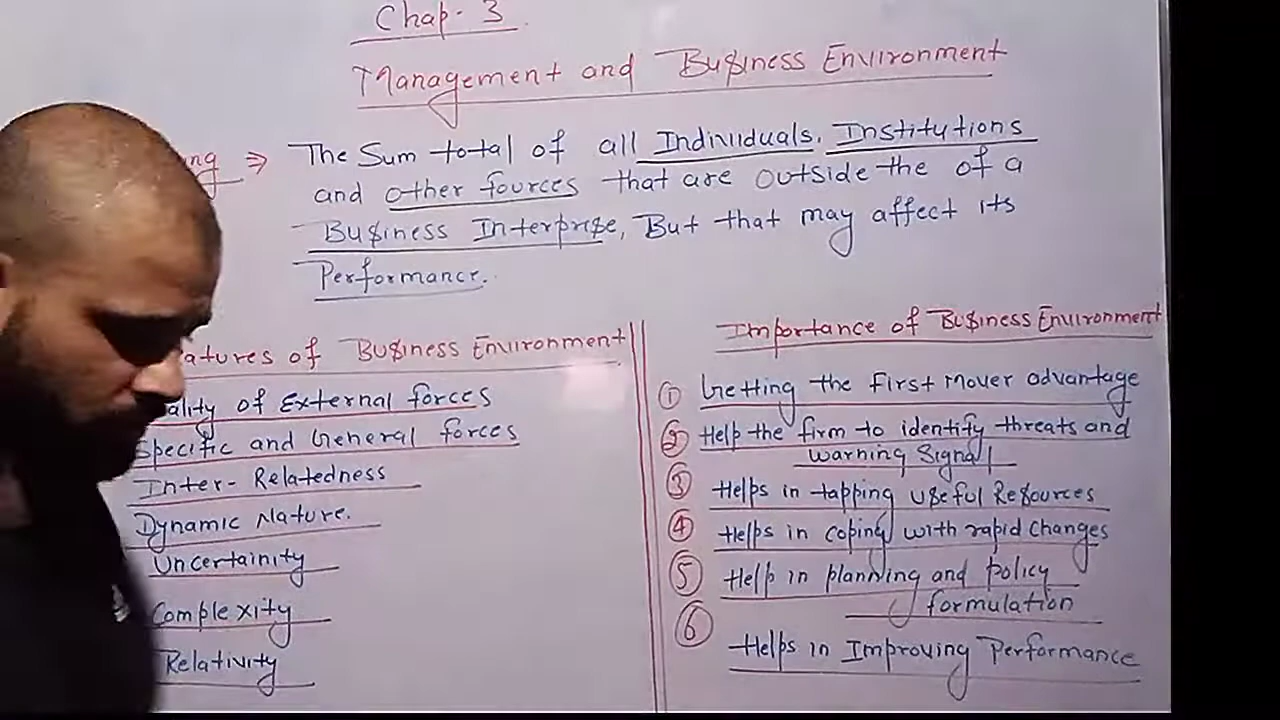 Chap- 3
Management and Business Environment
⇒ The Sum total of all Individuals, Institutions
and other fources that are outside the of a
Business Interprise, But that may affect its
Performance.
of Business Environment
of External forces
Specific and General forces
Inter-Relatedness
Dynamic Nature.
Uncertainity
Complexity
Relativity
Importance of Business Environment
① Getting the First Mover advantage
② Help the firm to identify threats and
warning Signal
③ Helps in tapping useful Resources
④ Helps in coping with rapid changes
⑤ Help in planning and policy
formulation
⑥ Helps in Improving Performance